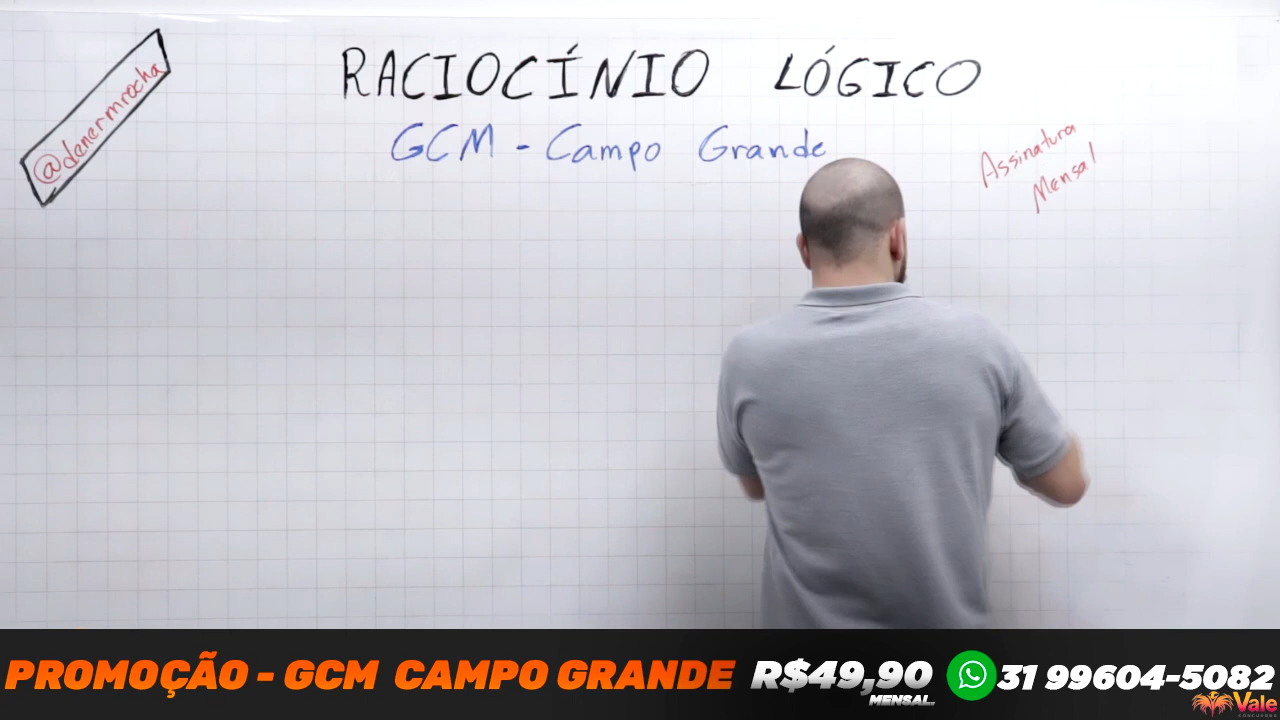 @danermrocha
RACIOCÍNIO LÓGICO
GCM - Campo Grande
Assinatura
Mensal
PROMOÇÃO - GCM CAMPO GRANDE R$49,90 31 99604-5082
MENSAL.
Vale
CONCURSOS